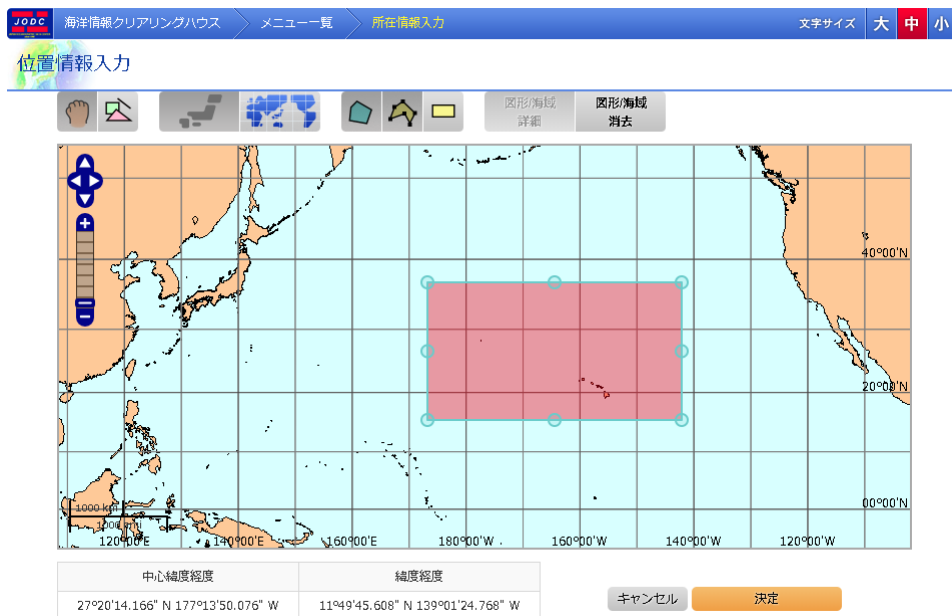 JODC 海洋情報クリアリングハウス メニュー一覧 所在情報入力 文字サイズ 大 中 小
位置情報入力
図形/海域
詳細
図形/海域
消去
40°00'N
20°00'N
00°00'N
1000 km
120°00'E 140°00'E 160°00'E 180°00'W 160°00'W 140°00'W 120°00'W
中心緯度経度 緯度経度
27°20'14.166" N 177°13'50.076" W 11°49'45.608" N 139°01'24.768" W
キャンセル 決定